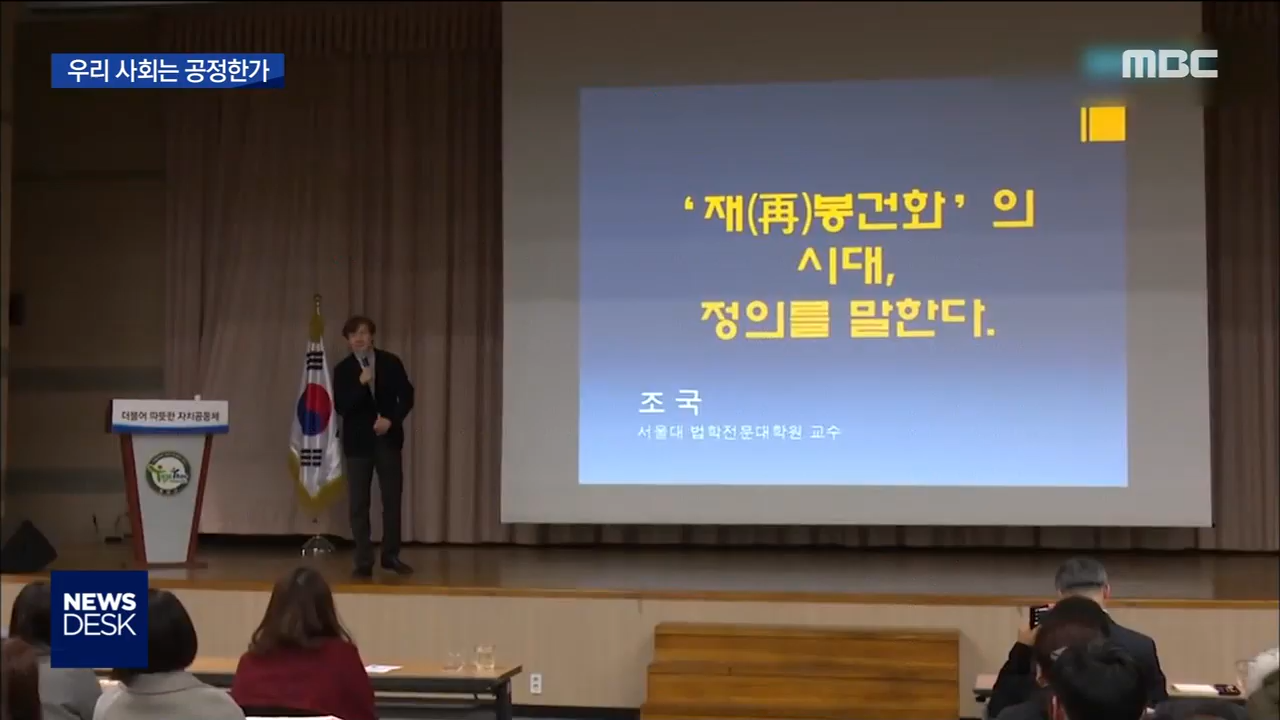 우리 사회는 공정한가
MBC
‘재(再)봉건화’ 의
시대,
정의를 말한다.
조 국
서울대 법학전문대학원 교수
더불어 따뜻한 자치공동체
NEWS
DESK